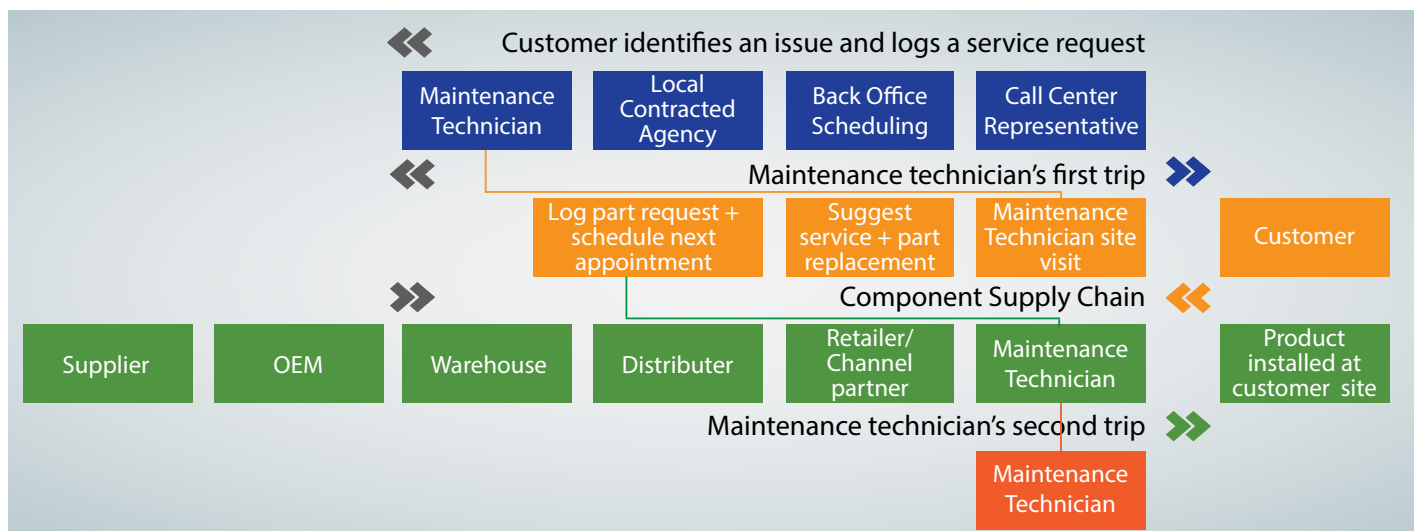 Customer identifies an issue and logs a service request
Maintenance
Technician
Local
Contracted
Agency
Back Office
Scheduling
Call Center
Representative
Maintenance technician's first trip
Log part request +
schedule next
appointment
Suggest
service + part
replacement
Maintenance
Technician site
visit
Customer
Component Supply Chain
Supplier
OEM
Warehouse
Distributer
Retailer/
Channel
partner
Maintenance
Technician
Product
installed at
customer site
Maintenance technician's second trip
Maintenance
Technician